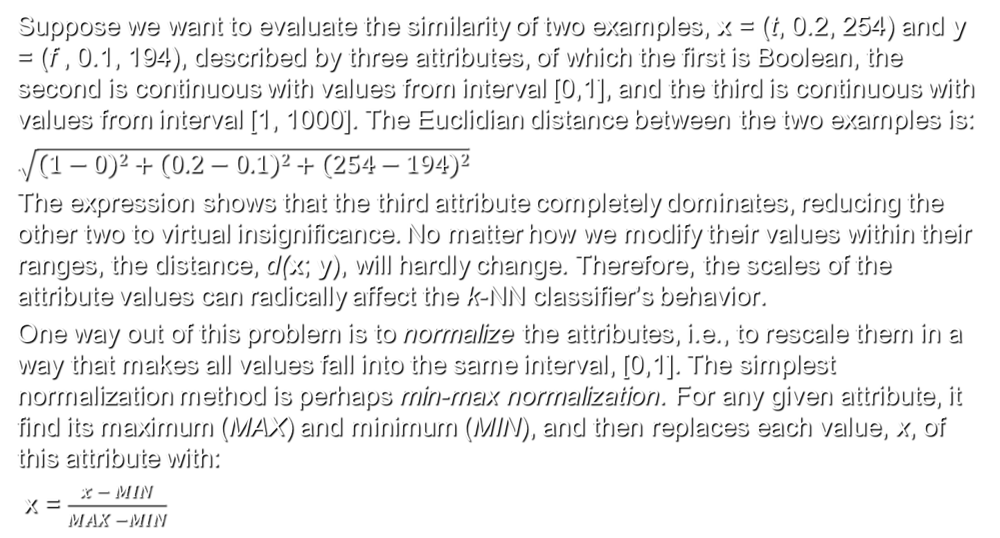 Suppose we want to evaluate the similarity of two examples, x = (t, 0.2, 254) and y
= (f , 0.1, 194), described by three attributes, of which the first is Boolean, the
second is continuous with values from interval [0,1], and the third is continuous with
values from interval [1, 1000]. The Euclidian distance between the two examples is:
√(1 − 0)² + (0.2 − 0.1)² + (254 − 194)²
The expression shows that the third attribute completely dominates, reducing the
other two to virtual insignificance. No matter how we modify their values within their
ranges, the distance, d(x; y), will hardly change. Therefore, the scales of the
attribute values can radically affect the k-NN classifier's behavior.
One way out of this problem is to normalize the attributes, i.e., to rescale them in a
way that makes all values fall into the same interval, [0,1]. The simplest
normalization method is perhaps min-max normalization. For any given attribute, it
find its maximum (MAX) and minimum (MIN), and then replaces each value, x, of
this attribute with:
x = x − MIN / MAX −MIN